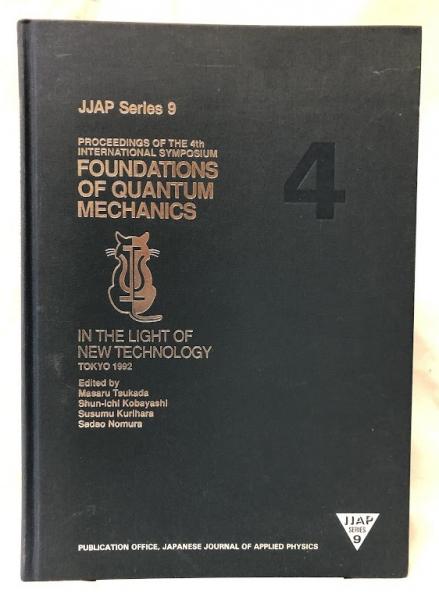 JJAP Series 9
PROCEEDINGS OF THE 4th
INTERNATIONAL SYMPOSIUM
FOUNDATIONS
OF QUANTUM
MECHANICS
4
IN THE LIGHT OF
NEW TECHNOLOGY
TOKYO 1992
Edited by
Masaru Tsukada
Shun-ichi Kobayashi
Susumu Kurihara
Sadao Nomura
JJAP
SERIES
9
PUBLICATION OFFICE, JAPANESE JOURNAL OF APPLIED PHYSICS